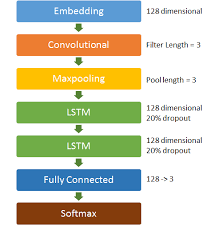 Embedding
128 dimensional
Convolutional
Filter Length = 3
Maxpooling
Pool length = 3
LSTM
128 dimensional
20% dropout
LSTM
128 dimensional
20% dropout
Fully Connected
128 -> 3
Softmax